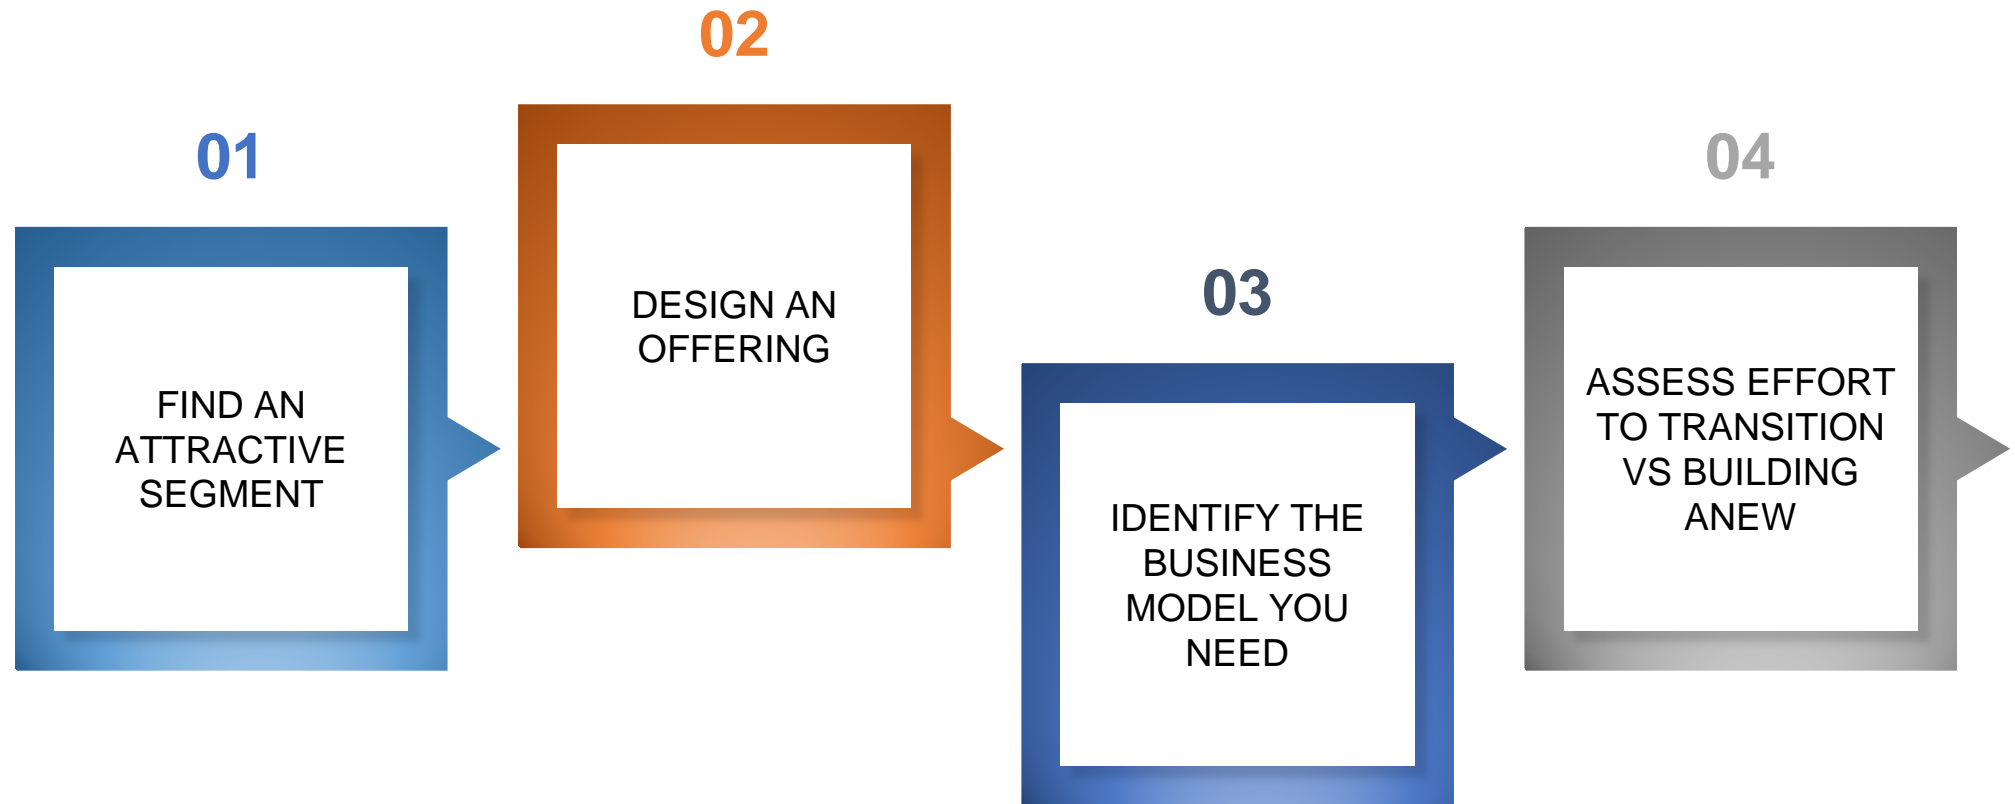 01
FIND AN
ATTRACTIVE
SEGMENT
02
DESIGN AN
OFFERING
03
IDENTIFY THE
BUSINESS
MODEL YOU
NEED
04
ASSESS EFFORT
TO TRANSITION
VS BUILDING
ANEW